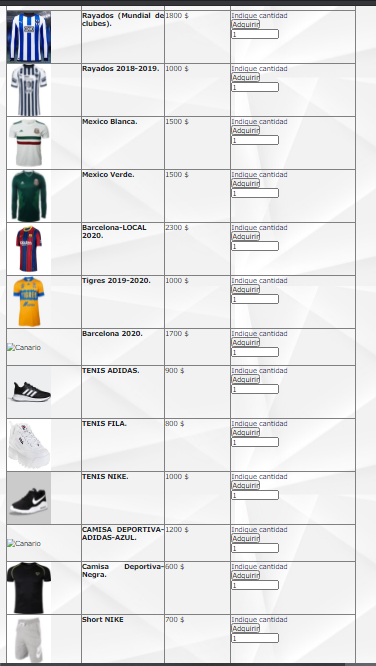 Rayados (Mundial de 1800 $ Indique cantidad
clubes). Adquirir
1
Rayados 2018-2019. 1000 $ Indique cantidad
Adquirir
1
Mexico Blanca. 1500 $ Indique cantidad
Adquirir
1
Mexico Verde. 1500 $ Indique cantidad
Adquirir
1
Barcelona-LOCAL 2300 $ Indique cantidad
2020. Adquirir
1
Tigres 2019-2020. 1000 $ Indique cantidad
Adquirir
1
Canario Barcelona 2020. 1700 $ Indique cantidad
Adquirir
1
TENIS ADIDAS. 900 $ Indique cantidad
Adquirir
1
TENIS FILA. 800 $ Indique cantidad
Adquirir
1
TENIS NIKE. 1000 $ Indique cantidad
Adquirir
1
Canario CAMISA DEPORTIVA- 1200 $ Indique cantidad
ADIDAS-AZUL. Adquirir
1
Camisa Deportiva- 600 $ Indique cantidad
Negra. Adquirir
1
Short NIKE 700 $ Indique cantidad
Adquirir
1